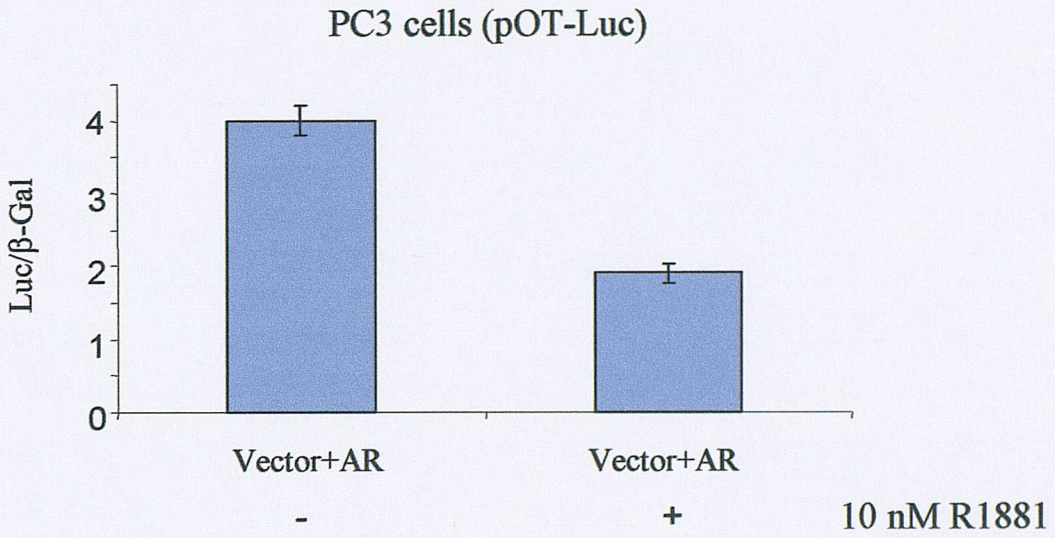 PC3 cells (pOT-Luc)
Luc/β-Gal
4
3
2
1
0
Vector+AR
Vector+AR
-
+
10 nM R1881